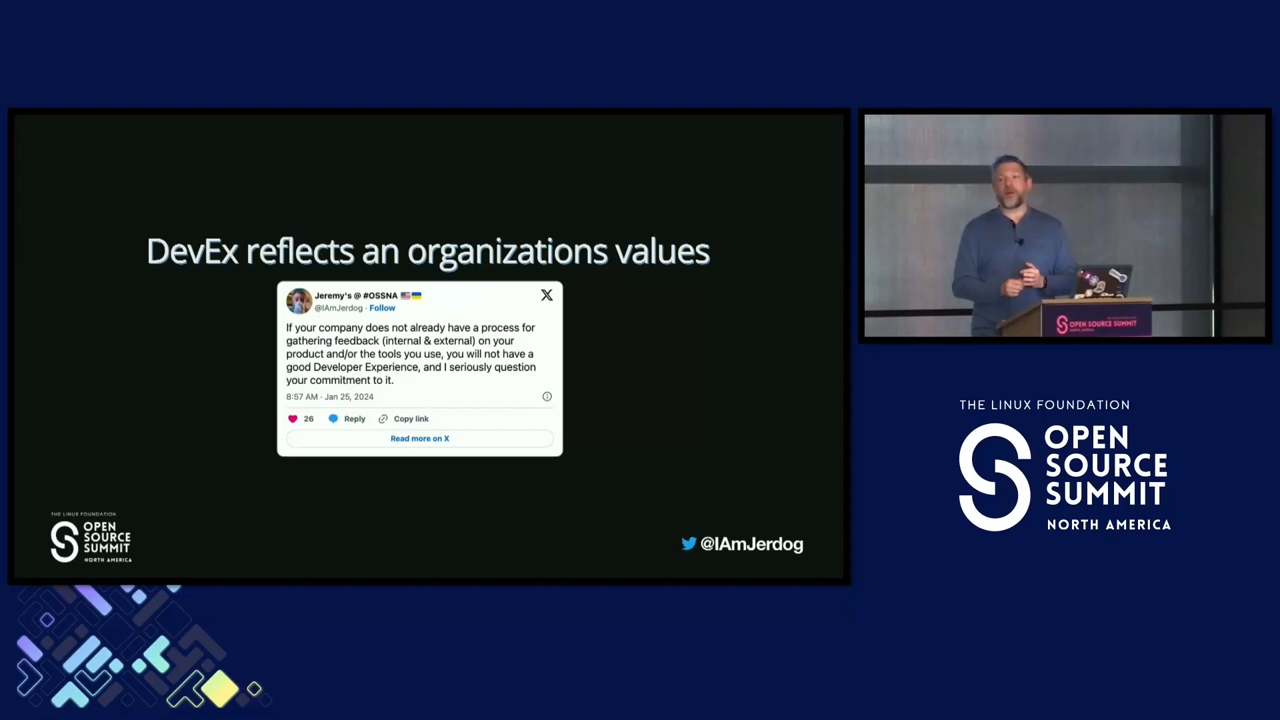 DevEx reflects an organizations values
Jeremy's @ #OSSNA 🇺🇸🇺🇦
@IAmJerdog · Follow
If your company does not already have a process for
gathering feedback (internal & external) on your
product and/or the tools you use, you will not have a
good Developer Experience, and I seriously question
your commitment to it.
8:57 AM · Jan 25, 2024
26 Reply Copy link
Read more on X
THE LINUX FOUNDATION
OPEN
SOURCE
SUMMIT
NORTH AMERICA
@IAmJerdog
OPEN SOURCE SUMMIT
THE LINUX FOUNDATION
OPEN
SOURCE
SUMMIT
NORTH AMERICA